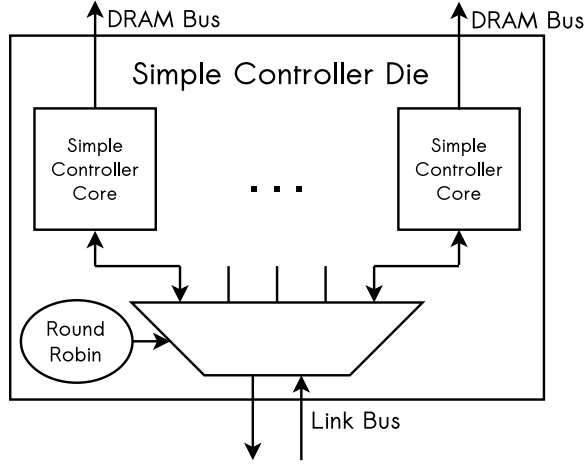 DRAM Bus
DRAM Bus
Simple Controller Die
Simple
Controller
Core
Simple
Controller
Core
Round
Robin
Link Bus